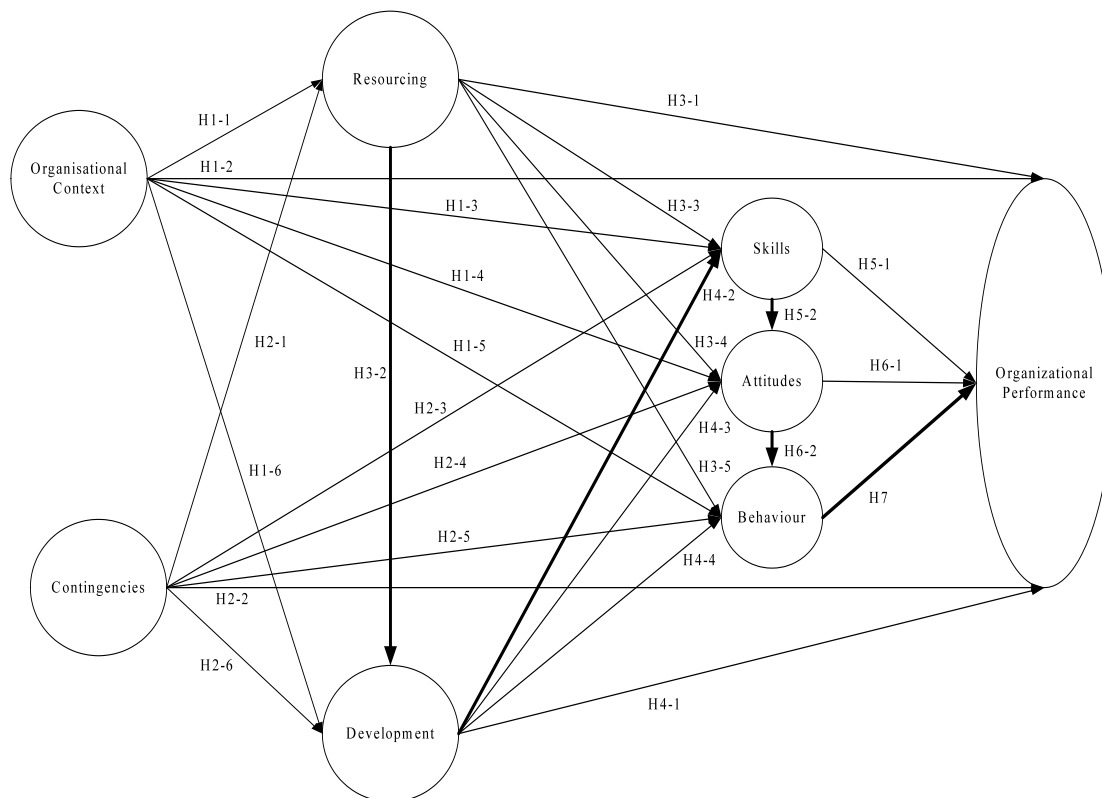 Resourcing
H3-1
H1-1
Organisational
Context
H1-2
H1-3
H3-3
Skills
H5-1
H1-4
H4-2
H5-2
H2-1
H1-5
H3-4
H3-2
Attitudes
H6-1
Organizational
Performance
H2-3
H4-3
H6-2
H2-4
H1-6
H3-5
H7
Behaviour
H2-5
H4-4
Contingencies
H2-2
H2-6
H4-1
Development